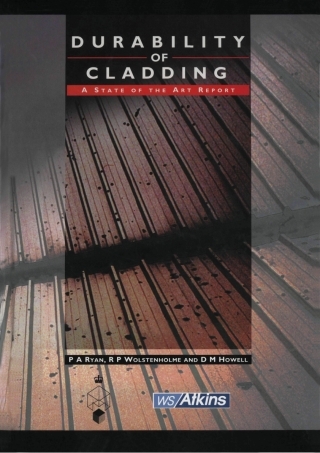 DURABILITY
OF
CLADDING
A STATE OF THE ART REPORT
P A RYAN, R P WOLSTENHOLME AND D M HOWELL
WS/Atkins